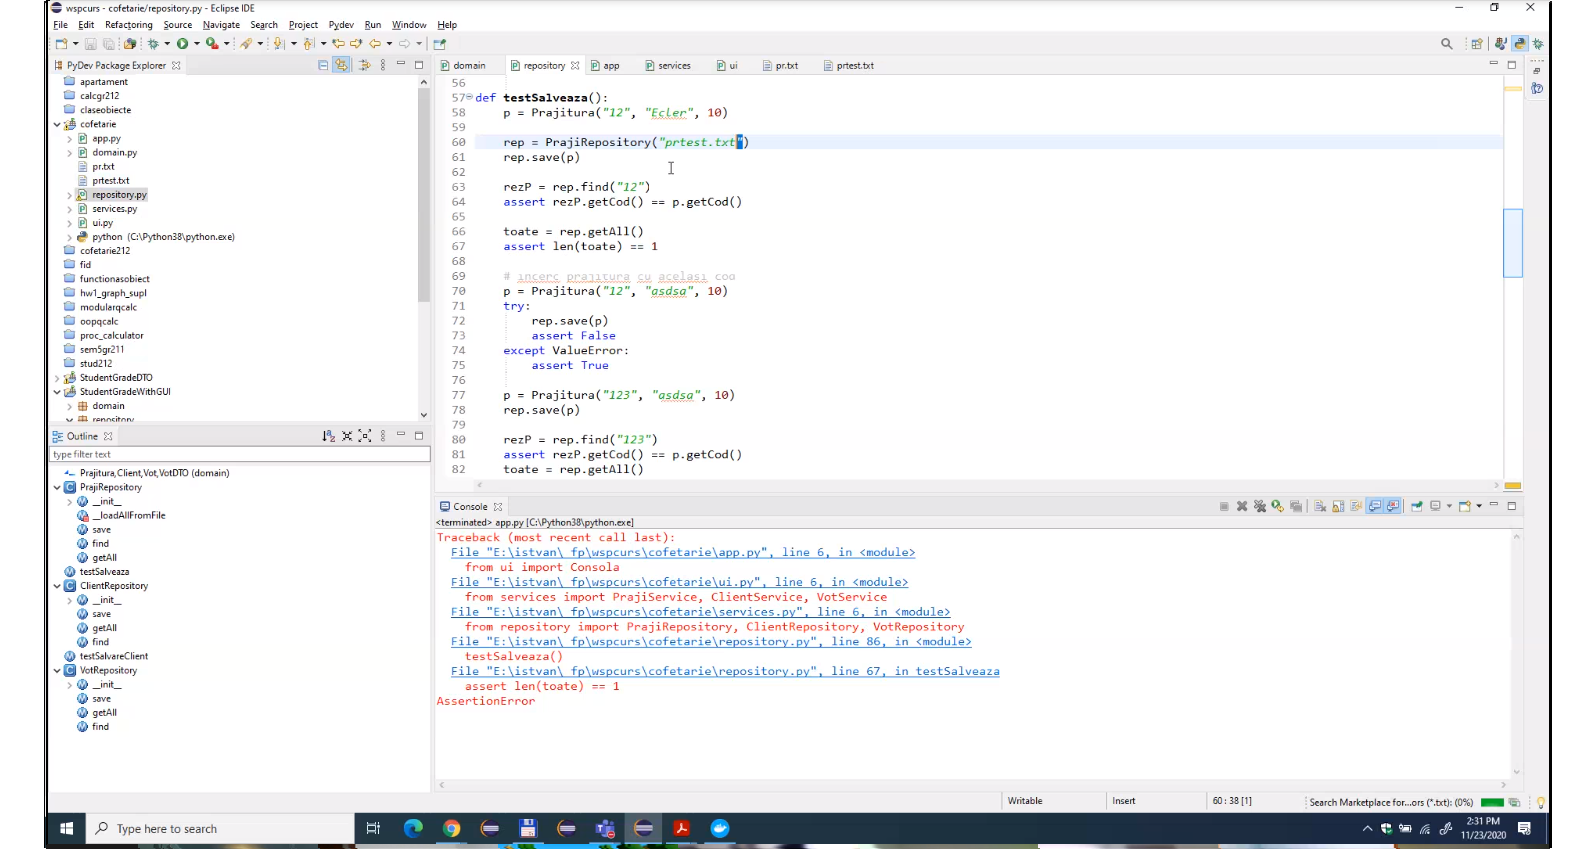 wspcurs - cofetarie/repository.py - Eclipse IDE
File Edit Refactoring Source Navigate Search Project Pydev Run Window Help
PyDev Package Explorer
apartament
calcgr212
claseobiecte
cofetarie
app.py
domain.py
pr.txt
prtest.txt
repository.py
services.py
ui.py
python (C:\Python38\python.exe)
cofetarie212
fid
functionasobiect
hw1_graph_supl
modularqcalc
oopqcalc
proc_calculator
sem5gr211
stud212
StudentGradeDTO
StudentGradeWithGUI
domain
repository
Outline
type filter text
Prajitura,Client,Vot,VotDTO (domain)
PrajiRepository
__init__
__loadAllFromFile
save
find
getAll
testSalveaza
ClientRepository
__init__
save
getAll
find
testSalvareClient
VotRepository
__init__
save
getAll
find
domain repository app services ui pr.txt prtest.txt
56
57 def testSalveaza():
58 p = Prajitura("12", "Ecler", 10)
59
60 rep = PrajiRepository("prtest.txt")
61 rep.save(p)
62
63 rezP = rep.find("12")
64 assert rezP.getCod() == p.getCod()
65
66 toate = rep.getAll()
67 assert len(toate) == 1
68
69 # incerc prajitura cu acelasi cod
70 p = Prajitura("12", "asdsa", 10)
71 try:
72 rep.save(p)
73 assert False
74 except ValueError:
75 assert True
76
77 p = Prajitura("123", "asdsa", 10)
78 rep.save(p)
79
80 rezP = rep.find("123")
81 assert rezP.getCod() == p.getCod()
82 toate = rep.getAll()
Console
<terminated> app.py [C:\Python38\python.exe]
Traceback (most recent call last):
File "E:\istvan\_fp\wspcurs\cofetarie\app.py", line 6, in <module>
from ui import Consola
File "E:\istvan\_fp\wspcurs\cofetarie\ui.py", line 6, in <module>
from services import PrajiService, ClientService, VotService
File "E:\istvan\_fp\wspcurs\cofetarie\services.py", line 6, in <module>
from repository import PrajiRepository, ClientRepository, VotRepository
File "E:\istvan\_fp\wspcurs\cofetarie\repository.py", line 86, in <module>
testSalveaza()
File "E:\istvan\_fp\wspcurs\cofetarie\repository.py", line 67, in testSalveaza
assert len(toate) == 1
AssertionError
Writable Insert 60 : 38 [1] Search Marketplace for...ors (*.txt): (0%)
Type here to search
2:31 PM
11/23/2020